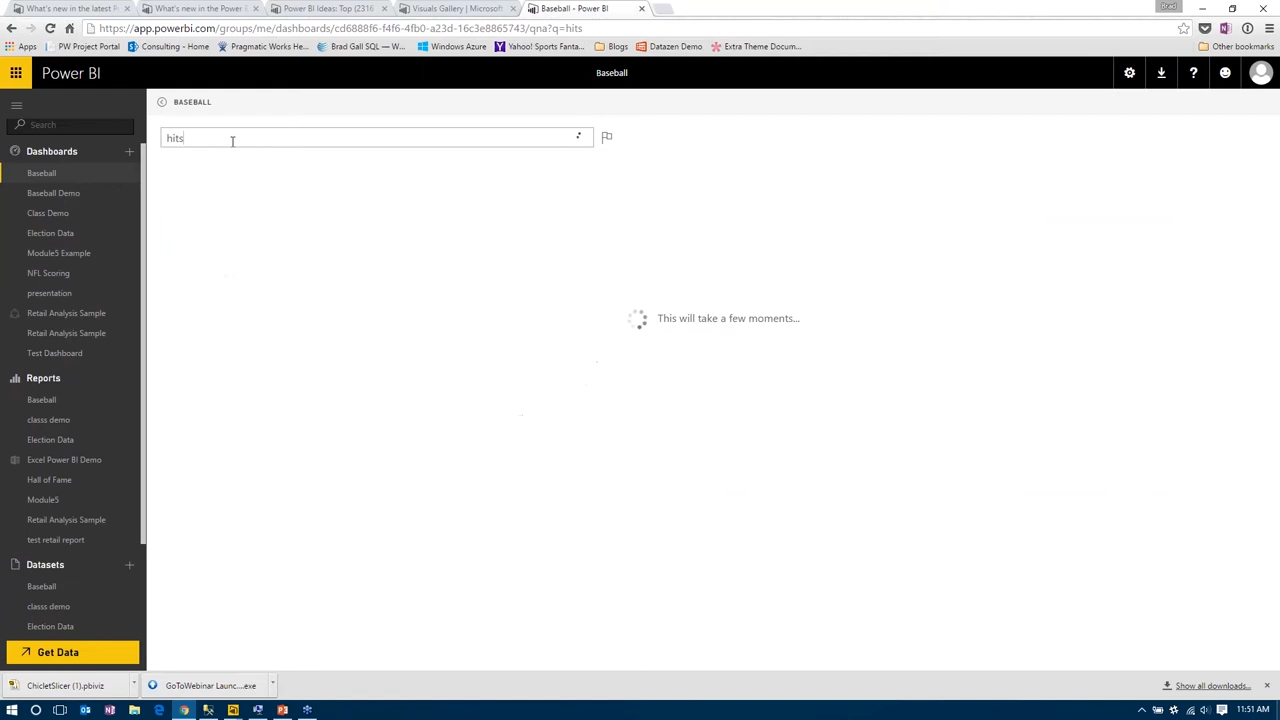 What's new in the latest P
What's new in the Power B
Power BI Ideas: Top (2316
Visuals Gallery | Microsoft
Baseball - Power BI
Brad
https://app.powerbi.com/groups/me/dashboards/cd6888f6-f4f6-4fb0-a23d-16c3e8865743/qna?q=hits
Apps
PW Project Portal
Consulting - Home
Pragmatic Works He...
Brad Gall SQL — W...
Windows Azure
Yahoo! Sports Fanta...
Blogs
Datazen Demo
Extra Theme Docum...
Other bookmarks
Power BI
Baseball
?
Search
BASEBALL
hits
Dashboards
Baseball
Baseball Demo
Class Demo
Election Data
Module5 Example
NFL Scoring
presentation
Retail Analysis Sample
Retail Analysis Sample
Test Dashboard
This will take a few moments...
Reports
Baseball
classs demo
Election Data
Excel Power BI Demo
Hall of Fame
Module5
Retail Analysis Sample
test retail report
Datasets
Baseball
classs demo
Election Data
Get Data
ChicletSlicer (1).pbiviz
GoToWebinar Launc....exe
Show all downloads...
11:51 AM